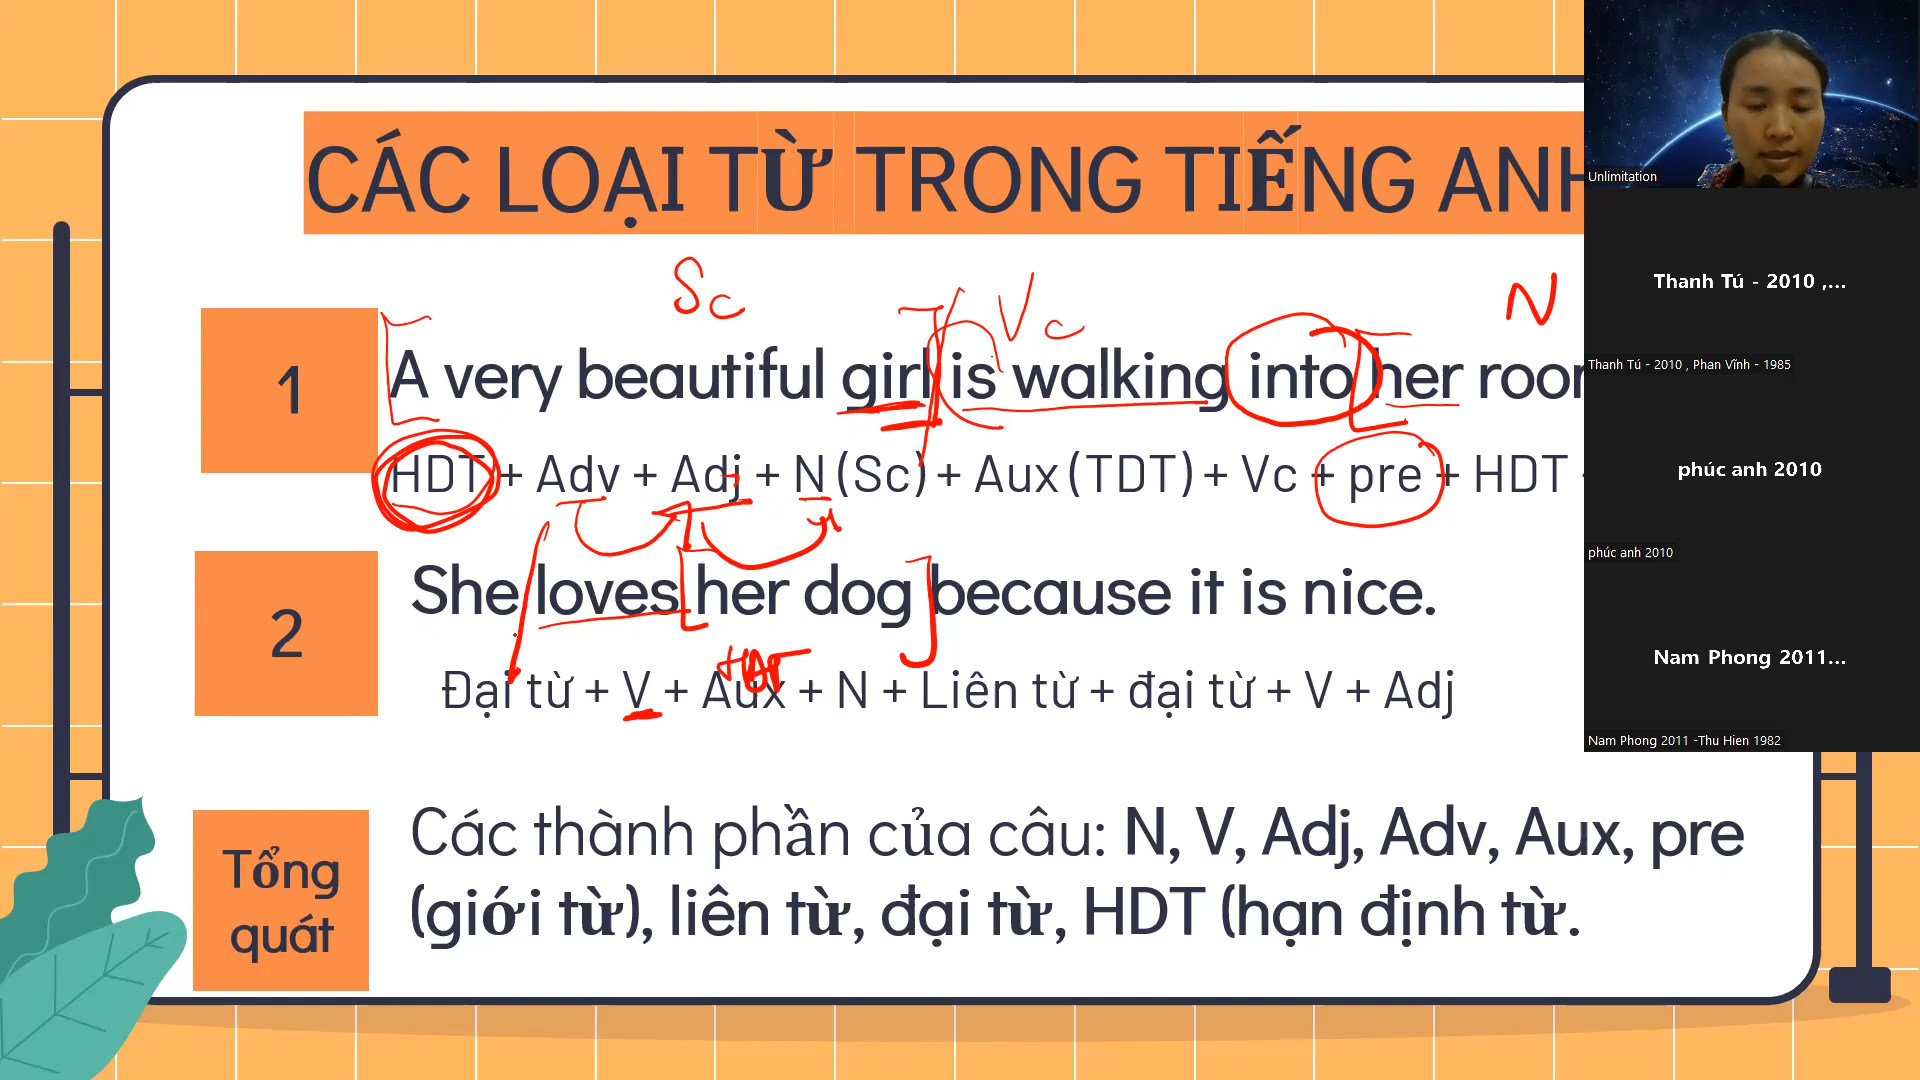 CÁC LOẠI TỪ TRONG TIẾNG ANH
Sc
Vc
N
1
A very beautiful girl is walking into her room
HDT + Adv + Adj + N (Sc) + Aux (TDT) + Vc + pre + HDT
2
She loves her dog because it is nice.
Đại từ + V + Aux + N + Liên từ + đại từ + V + Adj
Tổng quát
Các thành phần của câu: N, V, Adj, Adv, Aux, pre
(giới từ), liên từ, đại từ, HDT (hạn định từ.
Unlimitation
Thanh Tú - 2010 ,...
Thanh Tú - 2010 , Phan Vĩnh - 1985
phúc anh 2010
phúc anh 2010
Nam Phong 2011...
Nam Phong 2011 -Thu Hien 1982